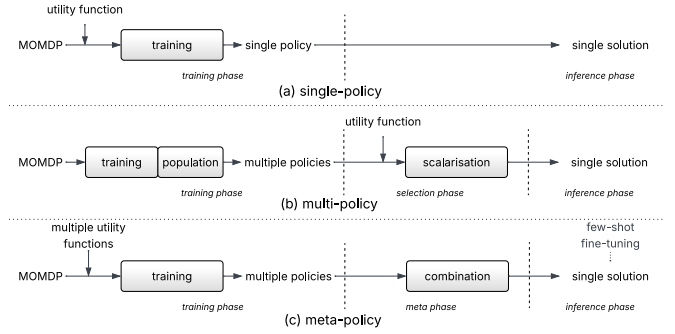 utility function
MOMDP training single policy single solution
training phase inference phase
(a) single-policy
utility function
MOMDP training population multiple policies scalarisation single solution
training phase selection phase inference phase
(b) multi-policy
multiple utility
functions
few-shot
fine-tuning
MOMDP training multiple policies combination single solution
training phase meta phase inference phase
(c) meta-policy